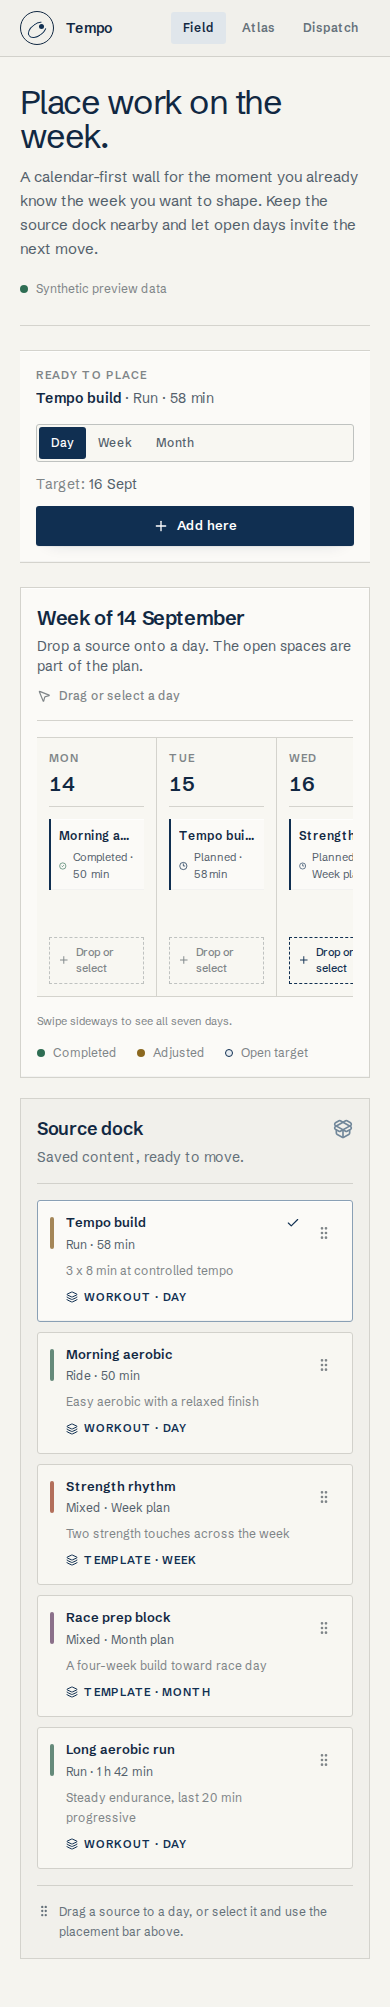 Tempo
Field Atlas Dispatch
Place work on the
week.
A calendar-first wall for the moment you already
know the week you want to shape. Keep the
source dock nearby and let open days invite the
next move.
Synthetic preview data
READY TO PLACE
Tempo build · Run · 58 min
Day Week Month
Target: 16 Sept
Add here
Week of 14 September
Drop a source onto a day. The open spaces are
part of the plan.
Drag or select a day
MON
14
Morning a...
Completed ·
50 min
Drop or
select
TUE
15
Tempo bui...
Planned ·
58 min
Drop or
select
WED
16
Strength
Planned
Week pl
Drop or
select
Swipe sideways to see all seven days.
Completed Adjusted Open target
Source dock
Saved content, ready to move.
Tempo build
Run · 58 min
3 x 8 min at controlled tempo
WORKOUT · DAY
Morning aerobic
Ride · 50 min
Easy aerobic with a relaxed finish
WORKOUT · DAY
Strength rhythm
Mixed · Week plan
Two strength touches across the week
TEMPLATE · WEEK
Race prep block
Mixed · Month plan
A four-week build toward race day
TEMPLATE · MONTH
Long aerobic run
Run · 1 h 42 min
Steady endurance, last 20 min
progressive
WORKOUT · DAY
Drag a source to a day, or select it and use the
placement bar above.